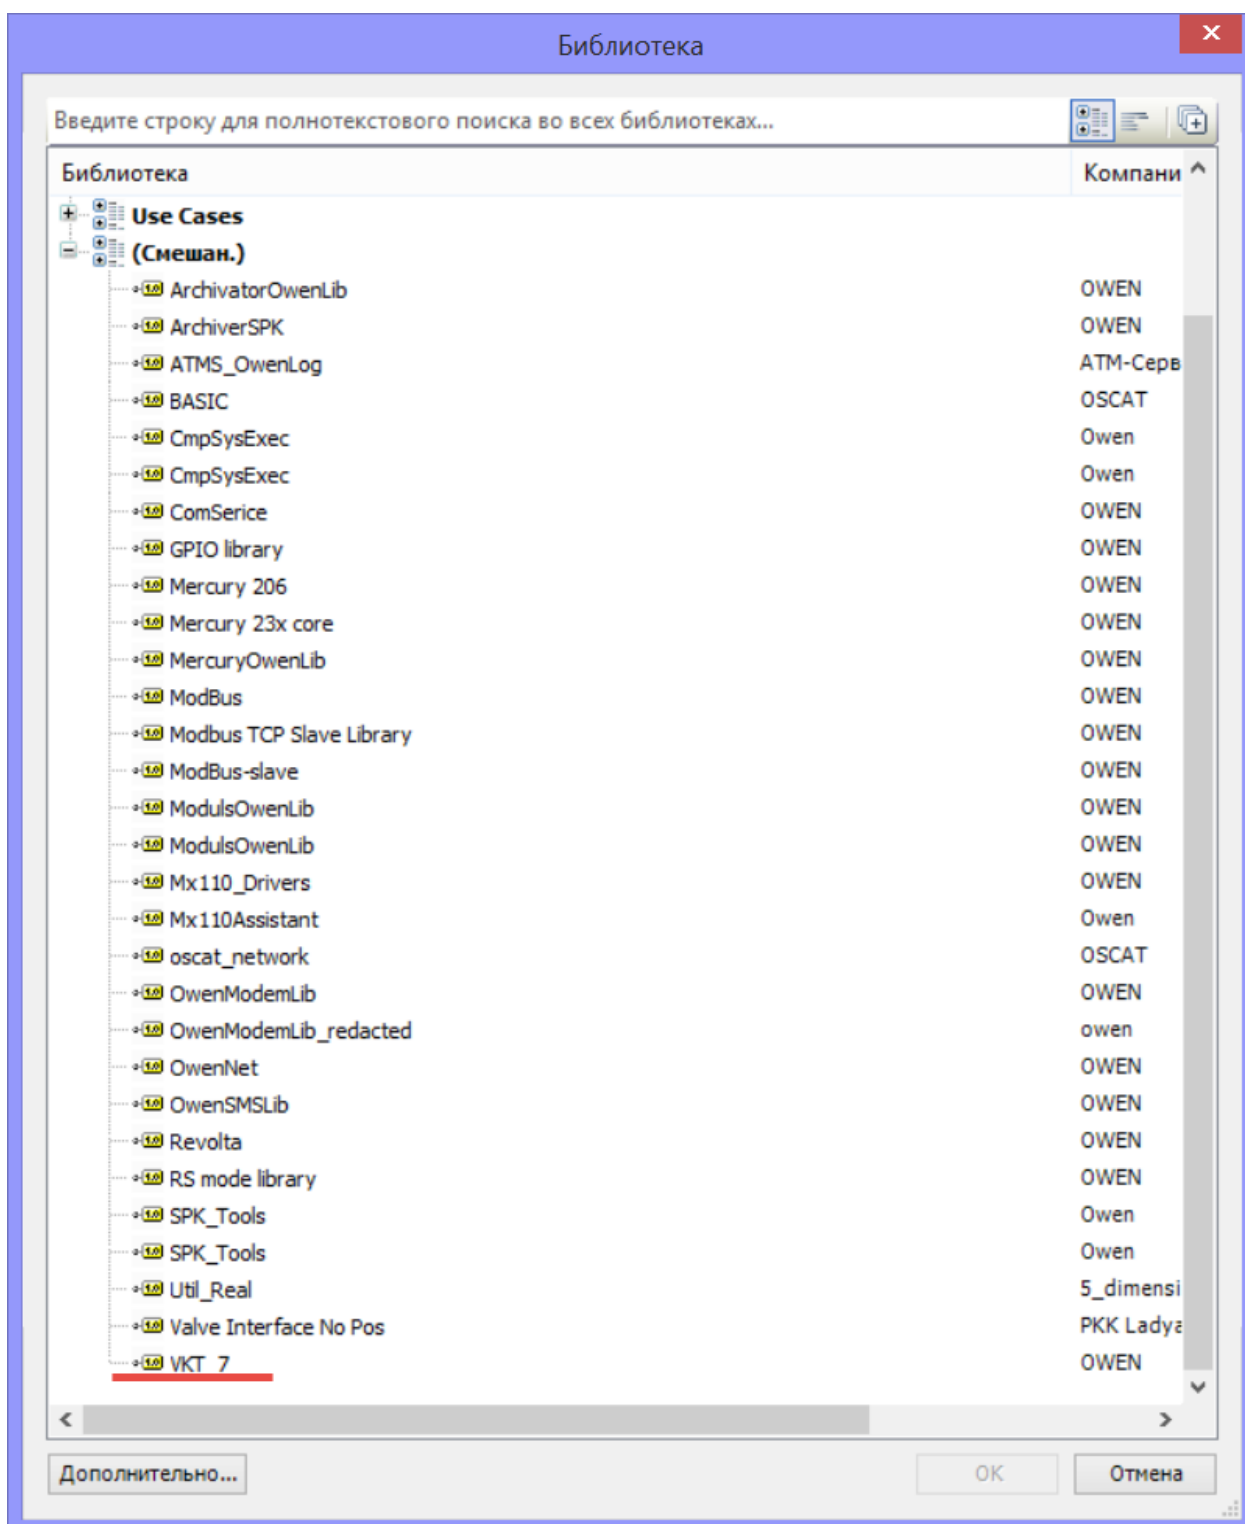 Библиотека
Введите строку для полнотекстового поиска во всех библиотеках...
Библиотека Компани
Use Cases
(Смешан.)
ArchivatorOwenLib OWEN
ArchiverSPK OWEN
ATMS_OwenLog ATM-Серв
BASIC OSCAT
CmpSysExec Owen
CmpSysExec Owen
ComSerice OWEN
GPIO library OWEN
Mercury 206 OWEN
Mercury 23x core OWEN
MercuryOwenLib OWEN
ModBus OWEN
Modbus TCP Slave Library OWEN
ModBus-slave OWEN
ModulsOwenLib OWEN
ModulsOwenLib OWEN
Mx110_Drivers OWEN
Mx110Assistant Owen
oscat_network OSCAT
OwenModemLib OWEN
OwenModemLib_redacted owen
OwenNet OWEN
OwenSMSLib OWEN
Revolta OWEN
RS mode library OWEN
SPK_Tools Owen
SPK_Tools Owen
Util_Real 5_dimensi
Valve Interface No Pos PKK Ladya
VKT_7 OWEN
Дополнительно... OK Отмена